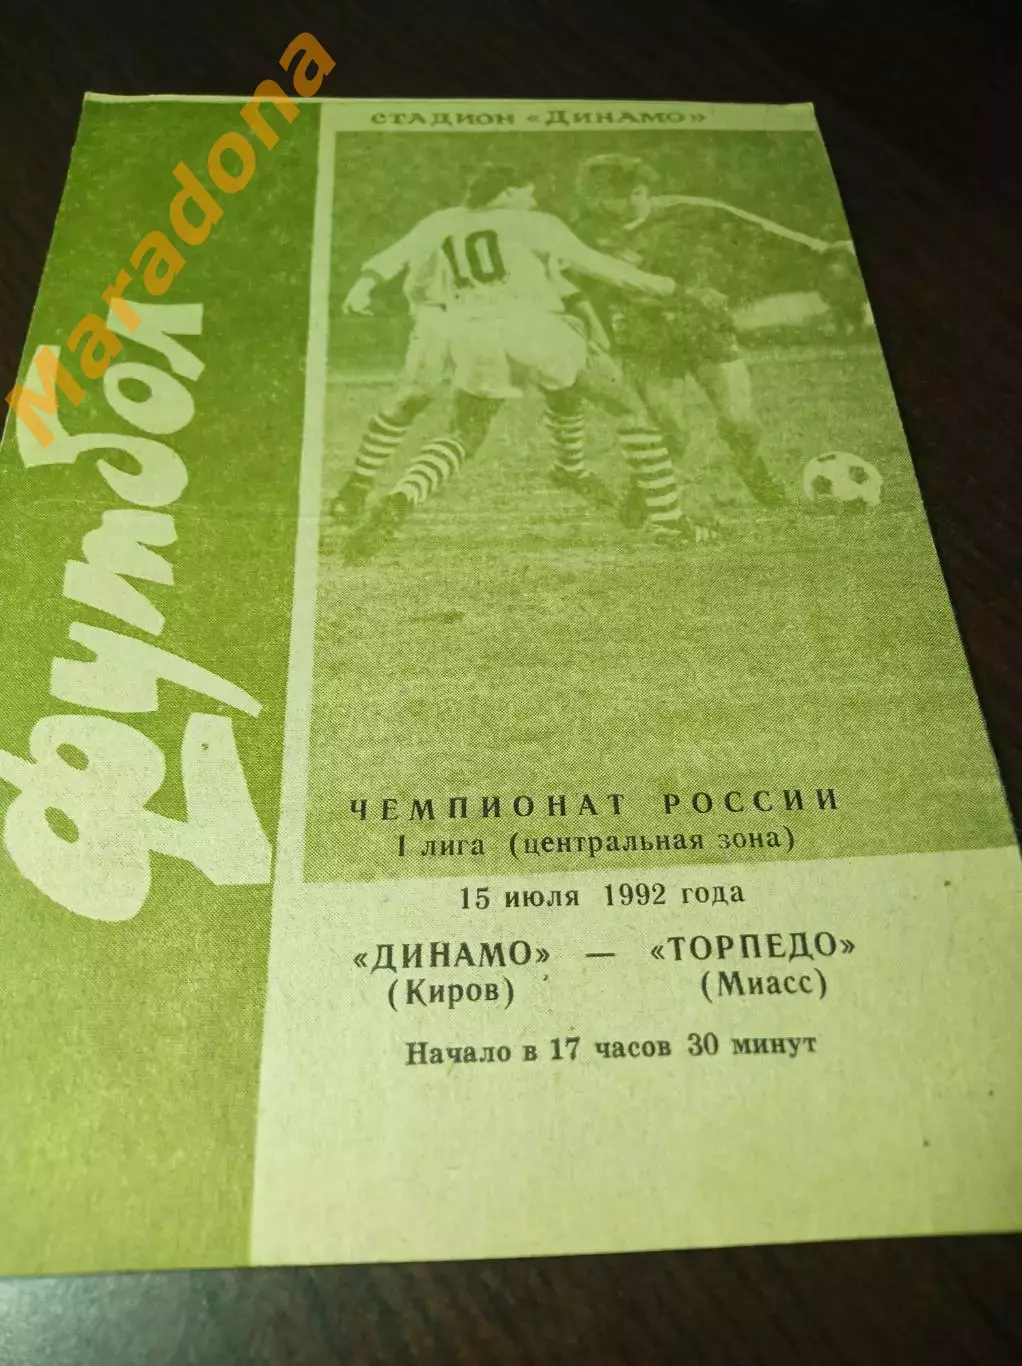 Maradona
футбол
СТАДИОН «ДИНАМО»
10
ЧЕМПИОНАТ РОССИИ
I лига (центральная зона)
15 июля 1992 года
«ДИНАМО» — «ТОРПЕДО»
(Киров) (Миасс)
Начало в 17 часов 30 минут